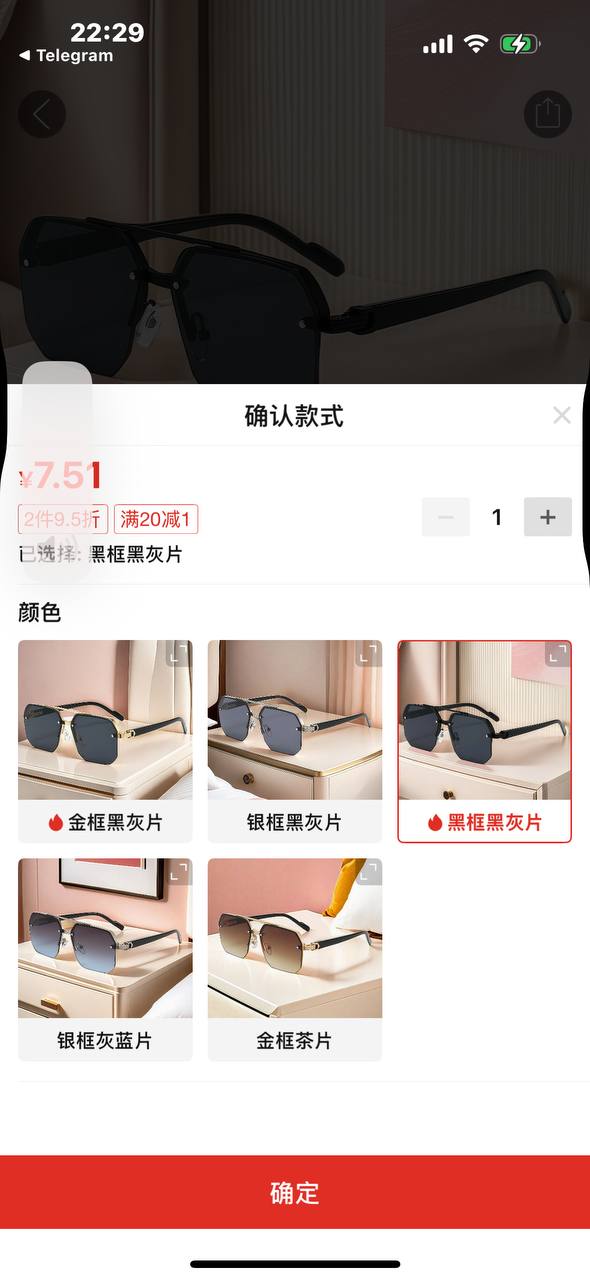 22:29
◀ Telegram
确认款式
¥7.51
2件9.5折 满20减1
1
已选择: 黑框黑灰片
颜色
金框黑灰片
银框黑灰片
黑框黑灰片
银框灰蓝片
金框茶片
确定